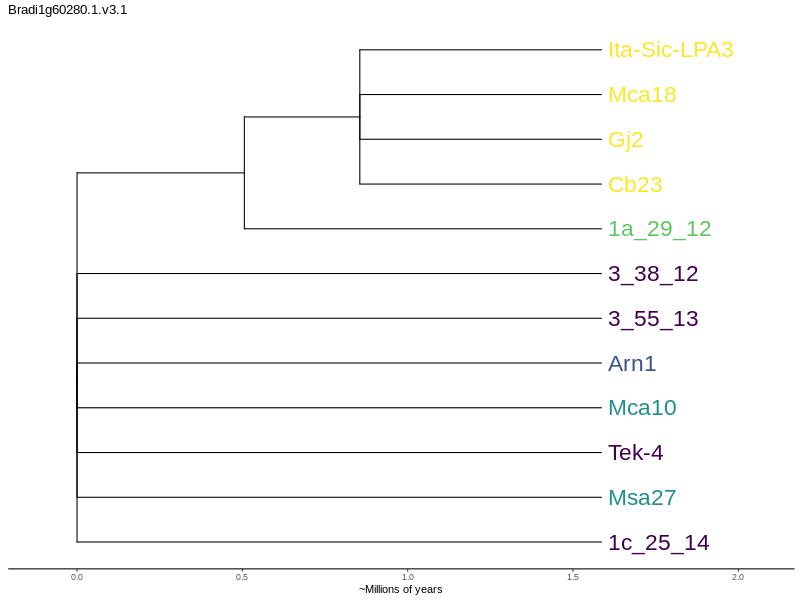 Bradi1g60280.1.v3.1
Ita-Sic-LPA3
Mca18
Gj2
Cb23
1a_29_12
3_38_12
3_55_13
Arn1
Mca10
Tek-4
Msa27
1c_25_14
0.0 0.5 1.0 1.5 2.0
~Millions of years